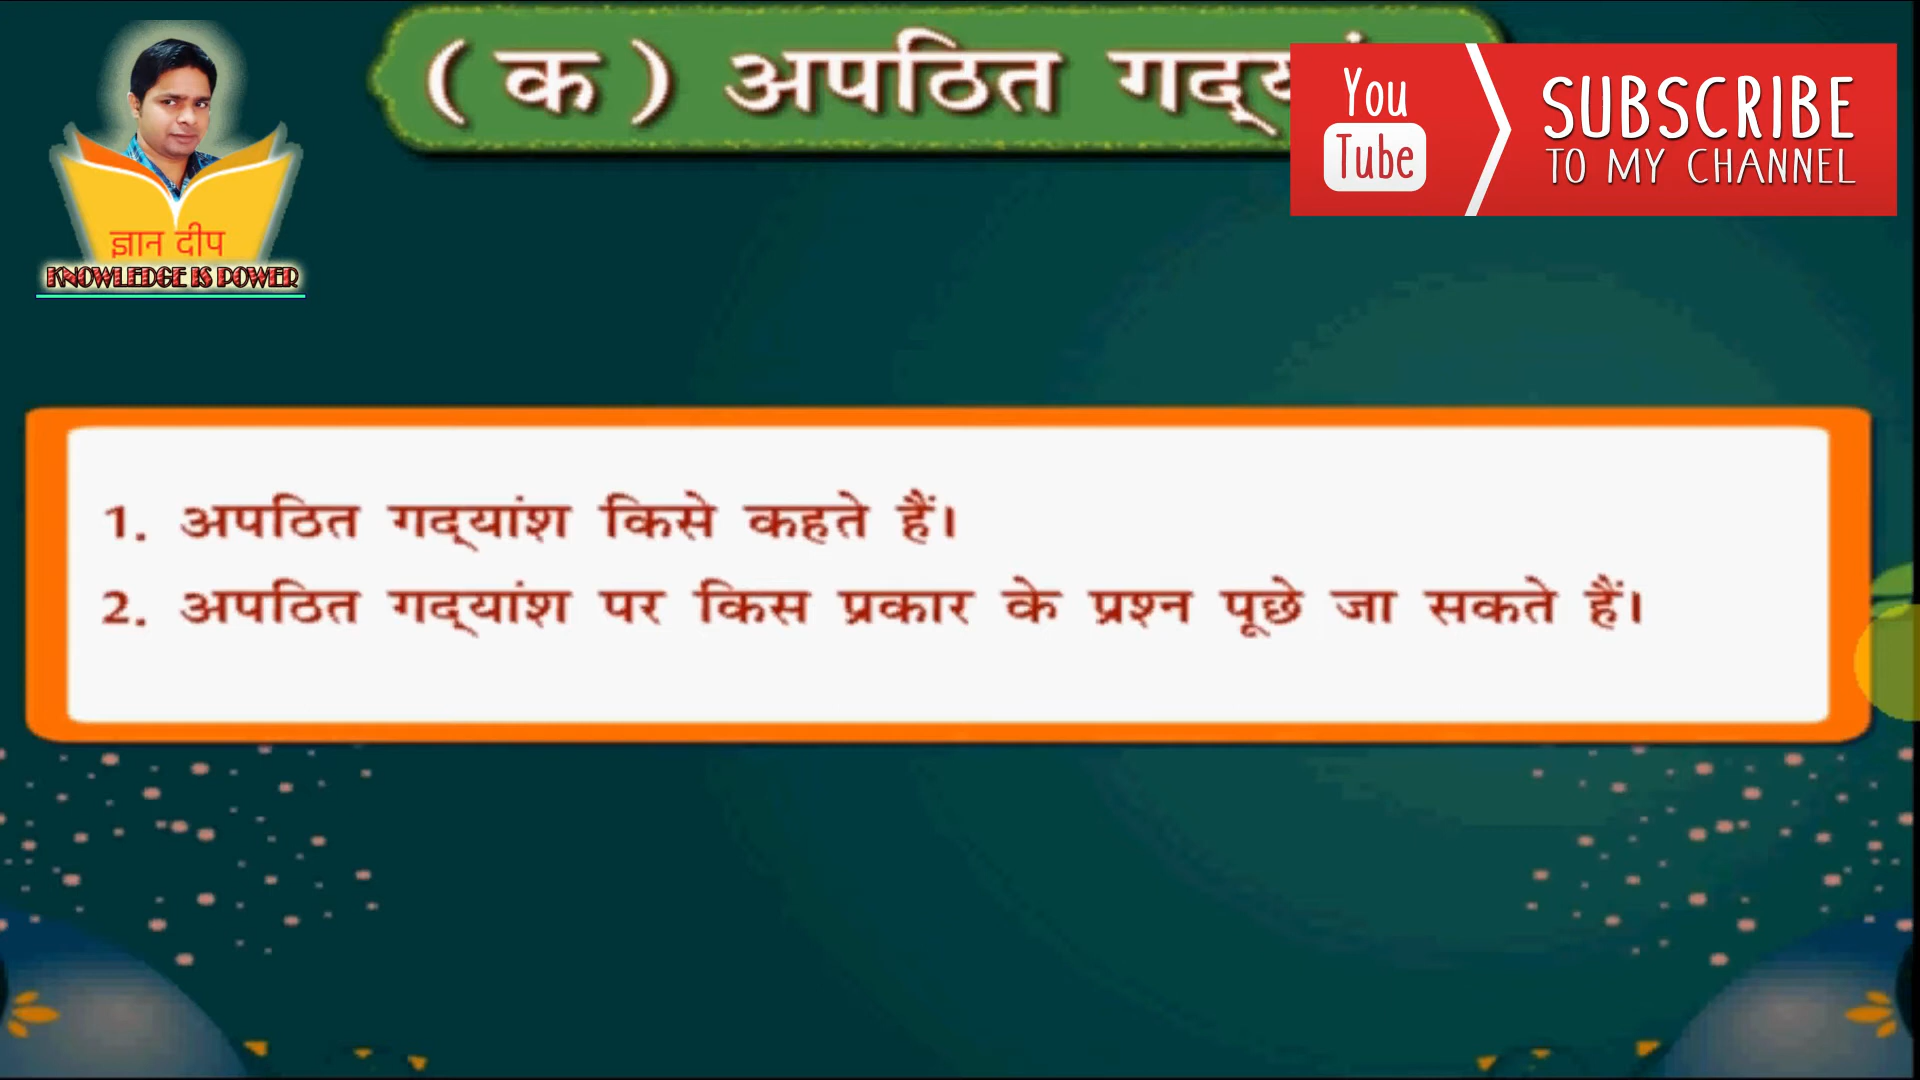 ( क ) अपठित
You
Tube
SUBSCRIBE
TO MY CHANNEL
ज्ञान दीप
KNOWLEDGE IS POWER
1. अपठित गद्‌यांश किसे कहते हैं।
2. अपठित गद्‌यांश पर किस प्रकार के प्रश्न पूछे जा सकते हैं।